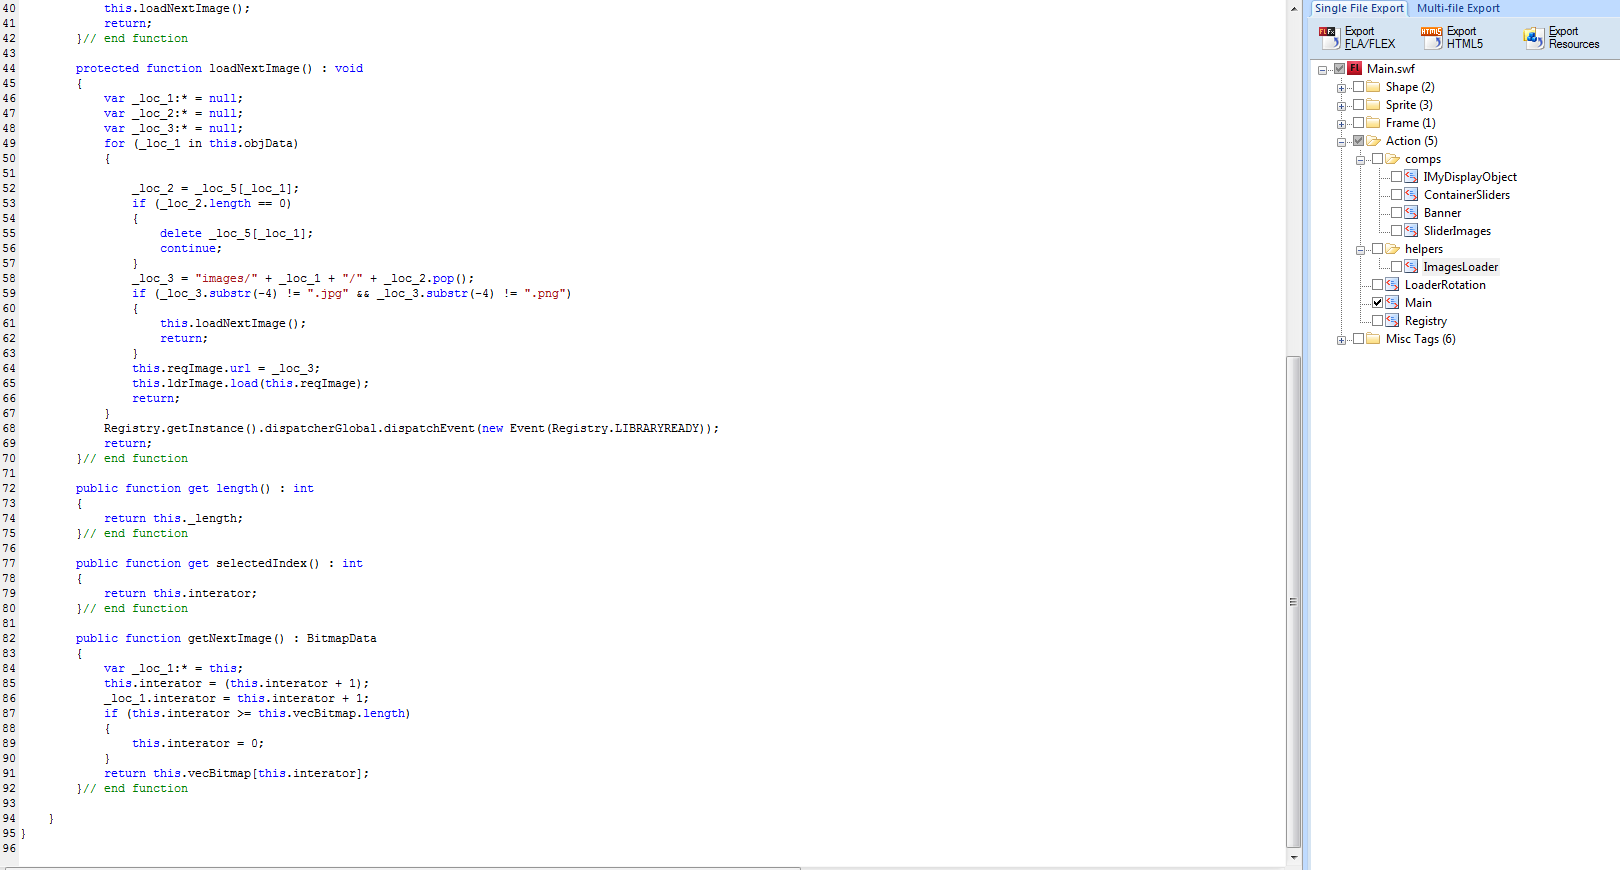 40 this.loadNextImage();
41 return;
42 }// end function
43
44 protected function loadNextImage() : void
45 {
46 var _loc_1:* = null;
47 var _loc_2:* = null;
48 var _loc_3:* = null;
49 for (_loc_1 in this.objData)
50 {
51
52 _loc_2 = _loc_5[_loc_1];
53 if (_loc_2.length == 0)
54 {
55 delete _loc_5[_loc_1];
56 continue;
57 }
58 _loc_3 = "images/" + _loc_1 + "/" + _loc_2.pop();
59 if (_loc_3.substr(-4) != ".jpg" && _loc_3.substr(-4) != ".png")
60 {
61 this.loadNextImage();
62 return;
63 }
64 this.reqImage.url = _loc_3;
65 this.ldrImage.load(this.reqImage);
66 return;
67 }
68 Registry.getInstance().dispatcherGlobal.dispatchEvent(new Event(Registry.LIBRARYREADY));
69 return;
70 }// end function
71
72 public function get length() : int
73 {
74 return this._length;
75 }// end function
76
77 public function get selectedIndex() : int
78 {
79 return this.interator;
80 }// end function
81
82 public function getNextImage() : BitmapData
83 {
84 var _loc_1:* = this;
85 this.interator = (this.interator + 1);
86 _loc_1.interator = this.interator + 1;
87 if (this.interator >= this.vecBitmap.length)
88 {
89 this.interator = 0;
90 }
91 return this.vecBitmap[this.interator];
92 }// end function
93
94 }
95 }
96
Single File Export Multi-file Export
Export FLA/FLEX
Export HTML5
Export Resources
Main.swf
Shape (2)
Sprite (3)
Frame (1)
Action (5)
comps
IMyDisplayObject
ContainerSliders
Banner
SliderImages
helpers
ImagesLoader
LoaderRotation
Main
Registry
Misc Tags (6)